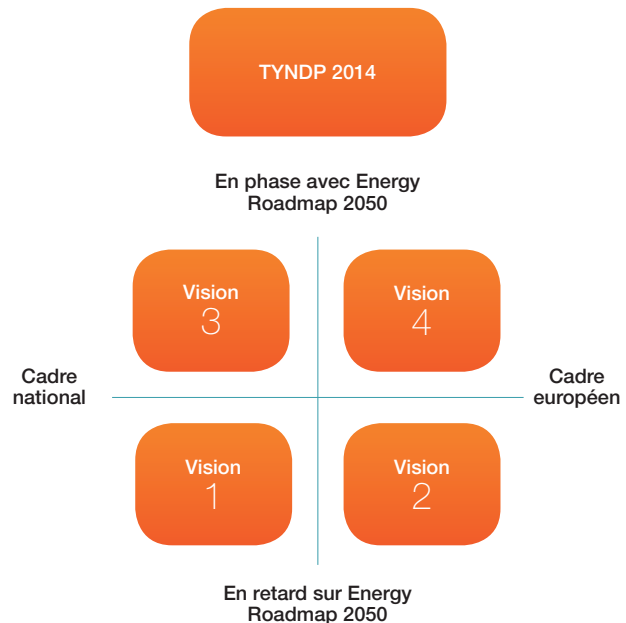 TYNDP 2014
En phase avec Energy
Roadmap 2050
Vision
3
Vision
4
Cadre
national
Cadre
européen
Vision
1
Vision
2
En retard sur Energy
Roadmap 2050